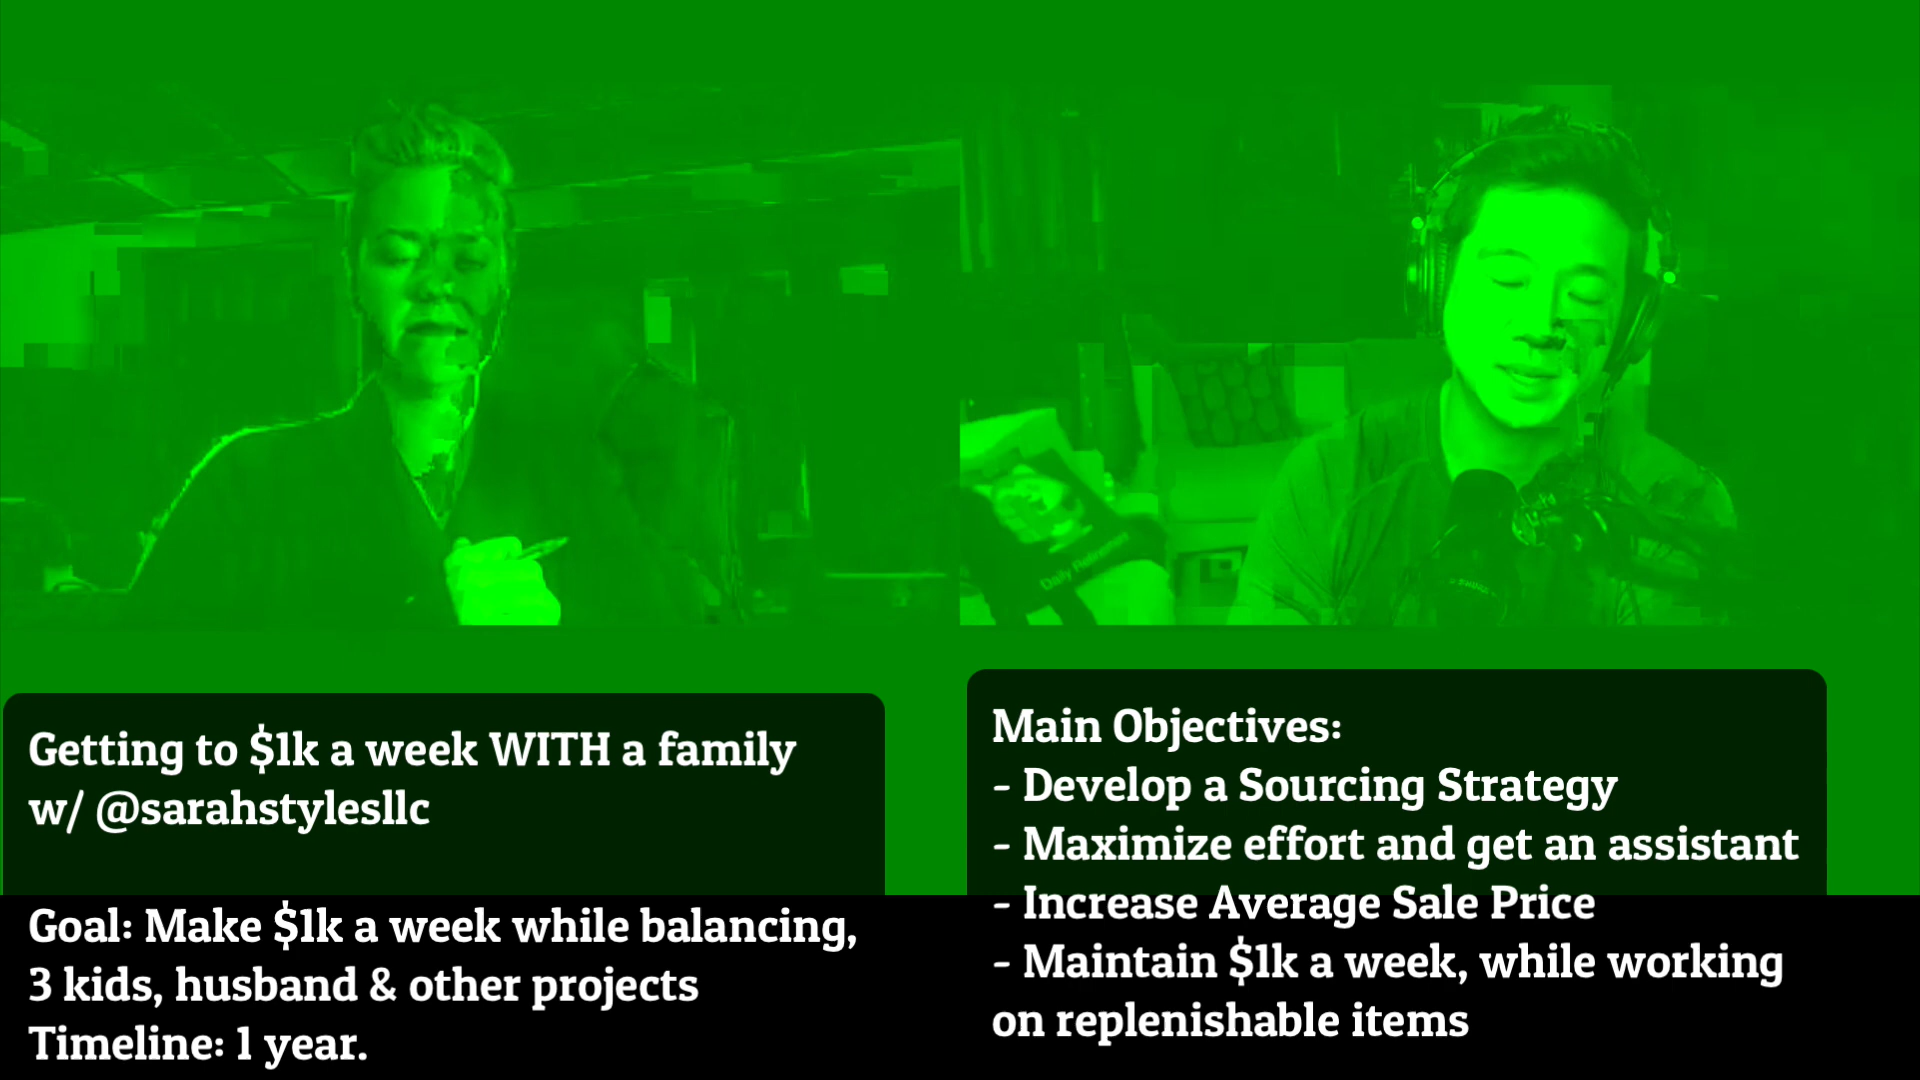 Getting to $1k a week WITH a family
w/ @sarahstylesllc
Goal: Make $1k a week while balancing,
3 kids, husband & other projects
Timeline: 1 year.
Main Objectives:
- Develop a Sourcing Strategy
- Maximize effort and get an assistant
- Increase Average Sale Price
- Maintain $1k a week, while working
on replenishable items
Daily Refinement